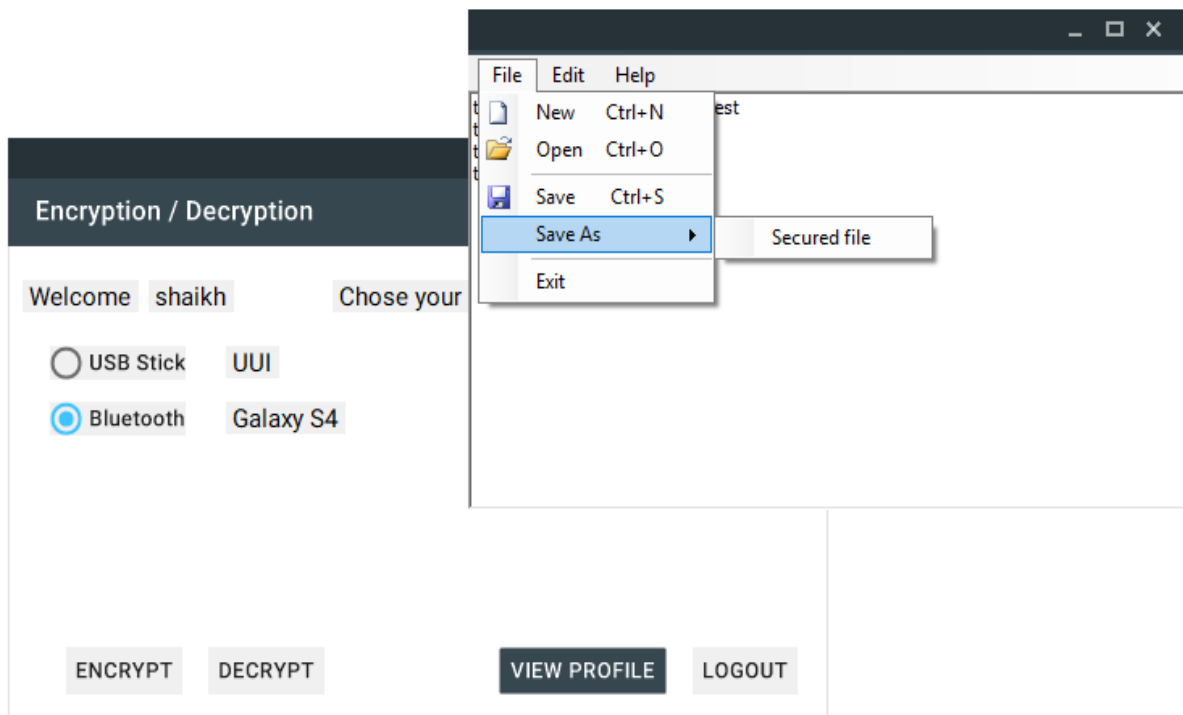 File Edit Help
New Ctrl+N
Open Ctrl+O
Save Ctrl+S
Save As
Secured file
Exit
Encryption / Decryption
Welcome shaikh Chose your
USB Stick UUI
Bluetooth Galaxy S4
ENCRYPT DECRYPT VIEW PROFILE LOGOUT